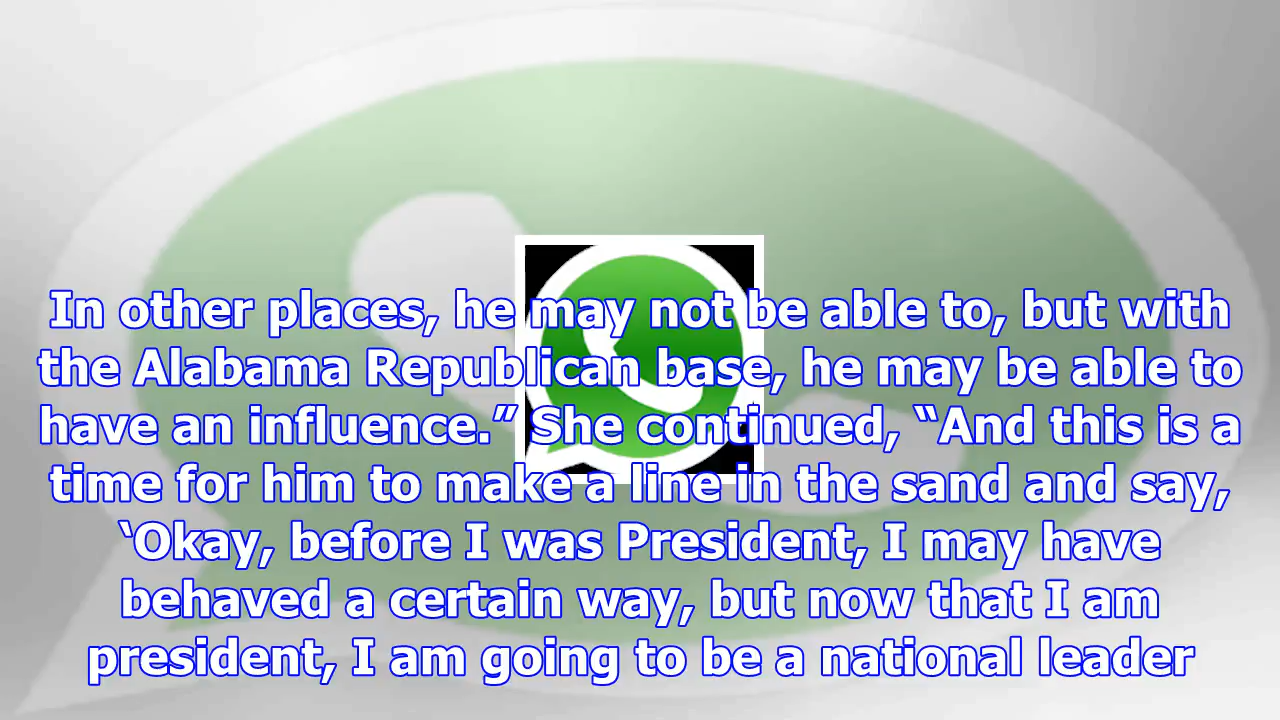 In other places, he may not be able to, but with
the Alabama Republican base, he may be able to
have an influence.” She continued, “And this is a
time for him to make a line in the sand and say,
‘Okay, before I was President, I may have
behaved a certain way, but now that I am
president, I am going to be a national leader